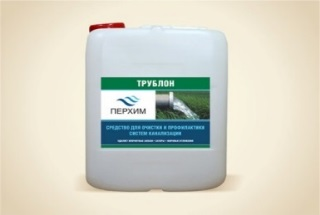 ТРУБЛОН
ПЕРХИМ
СРЕДСТВО ДЛЯ ОЧИСТКИ И ПРОФИЛАКТИКИ
СИСТЕМ КАНАЛИЗАЦИИ